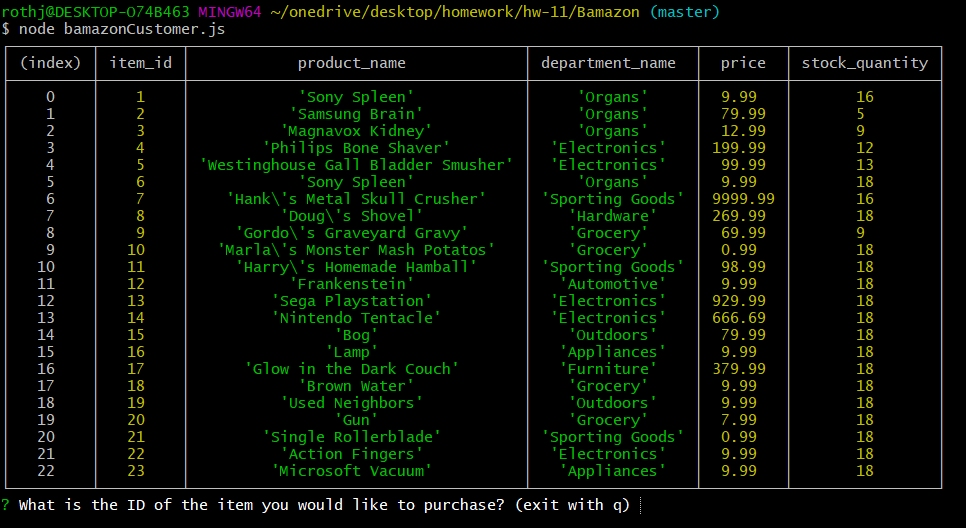 rothj@DESKTOP-O74B463 MINGW64 ~/onedrive/desktop/homework/hw-11/Bamazon (master)
$ node bamazonCustomer.js
(index) item_id product_name department_name price stock_quantity
0 1 'Sony Spleen' 'Organs' 9.99 16
1 2 'Samsung Brain' 'Organs' 79.99 5
2 3 'Magnavox Kidney' 'Organs' 12.99 9
3 4 'Philips Bone Shaver' 'Electronics' 199.99 12
4 5 'Westinghouse Gall Bladder Smusher' 'Electronics' 99.99 13
5 6 'Sony Spleen' 'Organs' 9.99 18
6 7 'Hank\'s Metal Skull Crusher' 'Sporting Goods' 9999.99 16
7 8 'Doug\'s Shovel' 'Hardware' 269.99 18
8 9 'Gordo\'s Graveyard Gravy' 'Grocery' 69.99 9
9 10 'Marla\'s Monster Mash Potatos 'Grocery' 0.99 18
10 11 'Harry\'s Homemade Hamball' 'Sporting Goods' 98.99 18
11 12 'Frankenstein' 'Automotive' 9.99 18
12 13 'Sega Playstation' 'Electronics' 929.99 18
13 14 'Nintendo Tentacle' 'Electronics' 666.69 18
14 15 'Bog' 'Outdoors' 79.99 18
15 16 'Lamp' 'Appliances' 9.99 18
16 17 'Glow in the Dark Couch' 'Furniture' 379.99 18
17 18 'Brown Water' 'Grocery' 9.99 18
18 19 'Used Neighbors' 'Outdoors' 9.99 18
19 20 'Gun' 'Grocery' 7.99 18
20 21 'Single Rollerblade' 'Sporting Goods' 0.99 18
21 22 'Action Fingers' 'Electronics' 9.99 18
22 23 'Microsoft Vacuum' 'Appliances' 9.99 18
? What is the ID of the item you would like to purchase? (exit with q)